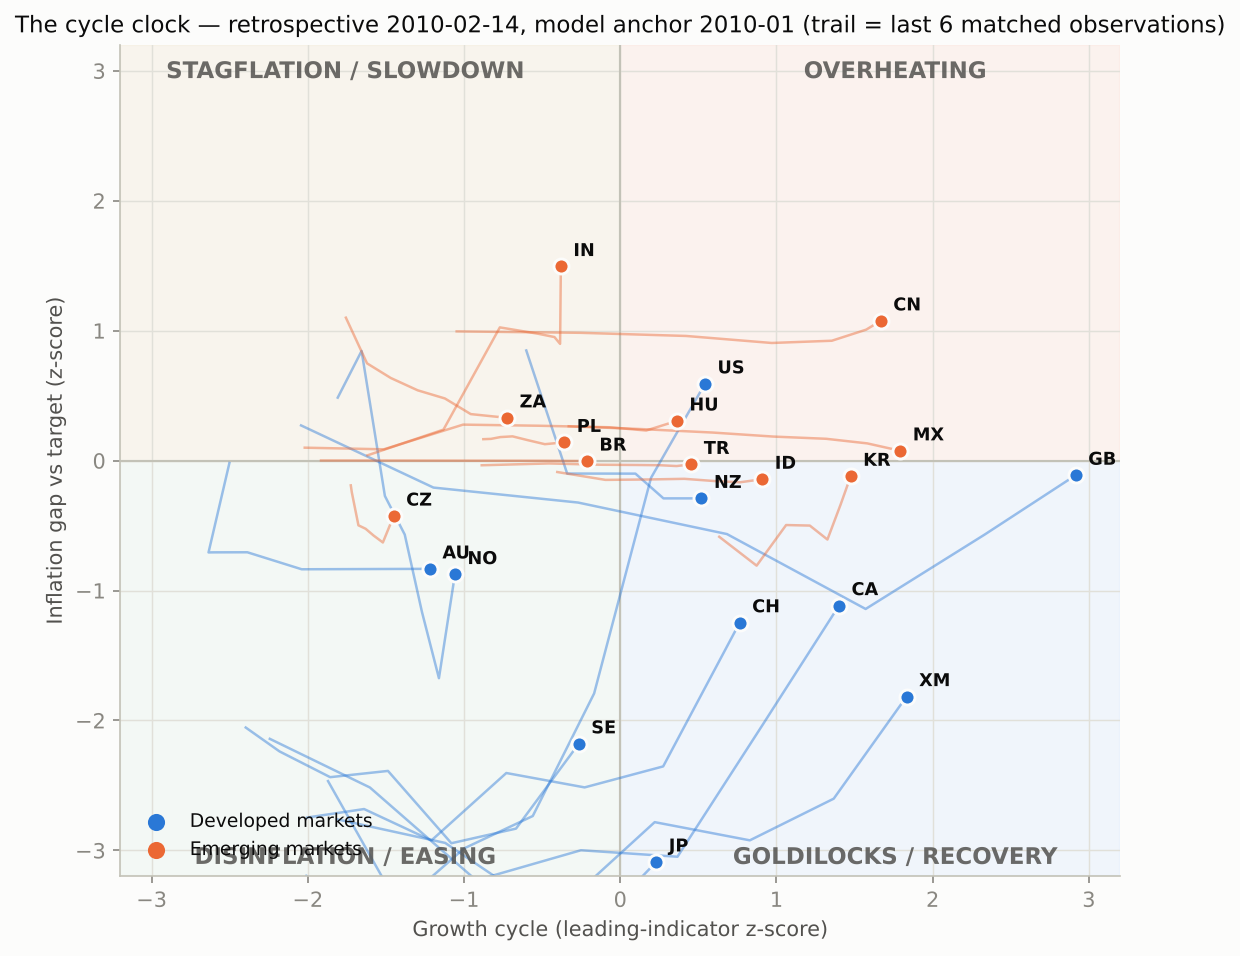 The cycle clock — retrospective 2010-02-14, model anchor 2010-01 (trail = last 6 matched observations)
STAGFLATION / SLOWDOWN
OVERHEATING
3
2
1
0
−1
−2
−3
Inflation gap vs target (z-score)
IN
CN
US
ZA
HU
PL
BR
MX
TR
GB
KR
ID
NZ
CZ
AU
NO
CA
CH
XM
SE
JP
Developed markets
Emerging markets
DISINFLATION / EASING
GOLDILOCKS / RECOVERY
−3
−2
−1
0
1
2
3
Growth cycle (leading-indicator z-score)